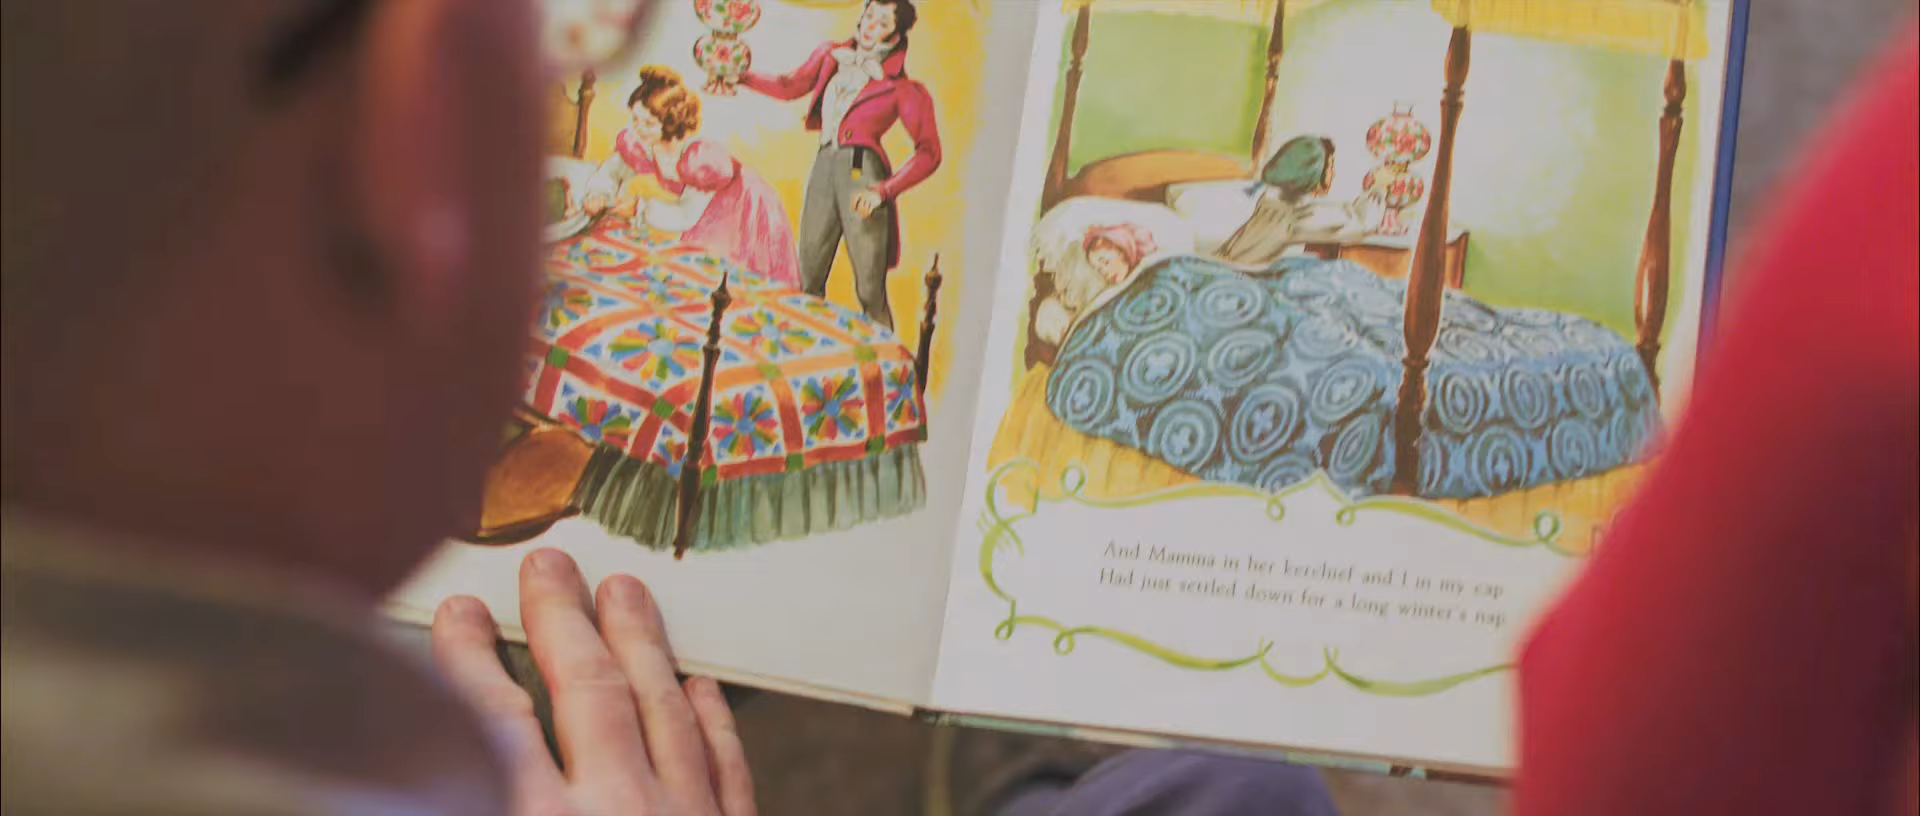 And Mamma in her kerchief and I in my cap
Had just settled down for a long winter's nap